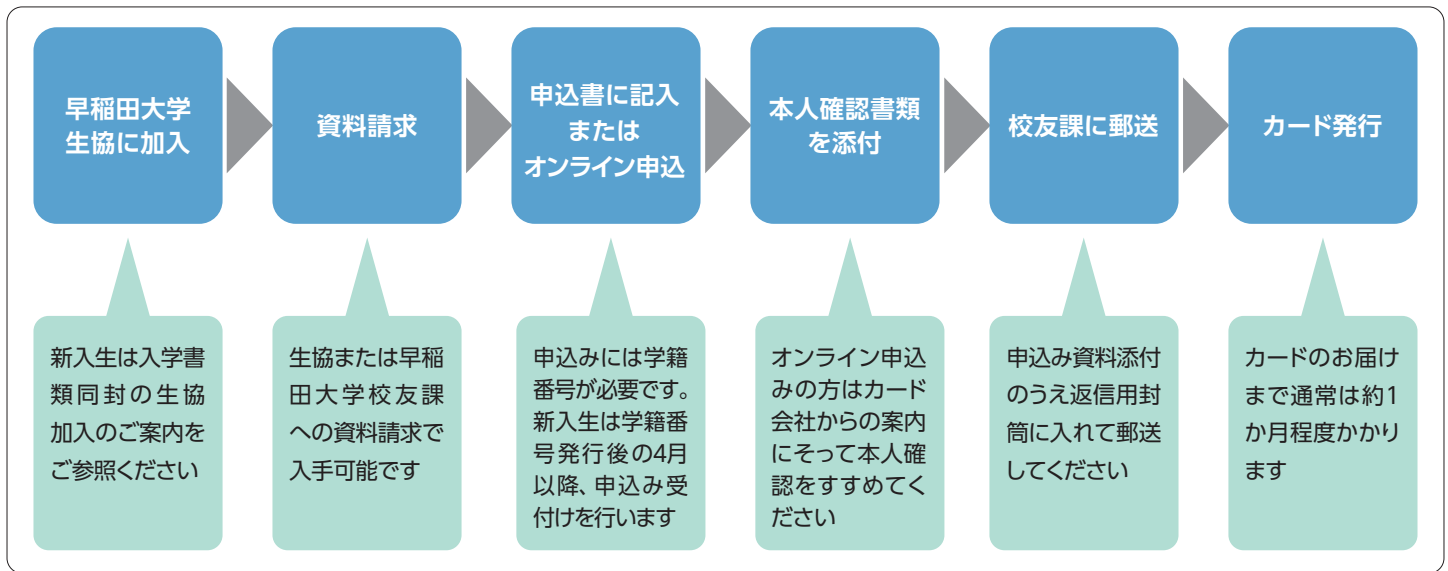 早稲田大学
生協に加入
資料請求
申込書に記入
または
オンライン申込
本人確認書類
を添付
校友課に郵送
カード発行
新入生は入学書
類同封の生協
加入のご案内を
ご参照ください
生協または早稲
田大学校友課
への資料請求で
入手可能です
申込みには学籍
番号が必要です。
新入生は学籍番
号発行後の4月
以降、申込み受
付けを行います
オンライン申込
みの方はカード
会社からの案内
にそって本人確
認をすすめてく
ださい
申込み資料添付
のうえ返信用封
筒に入れて郵送
してください
カードのお届け
まで通常は約1
か月程度かかり
ます